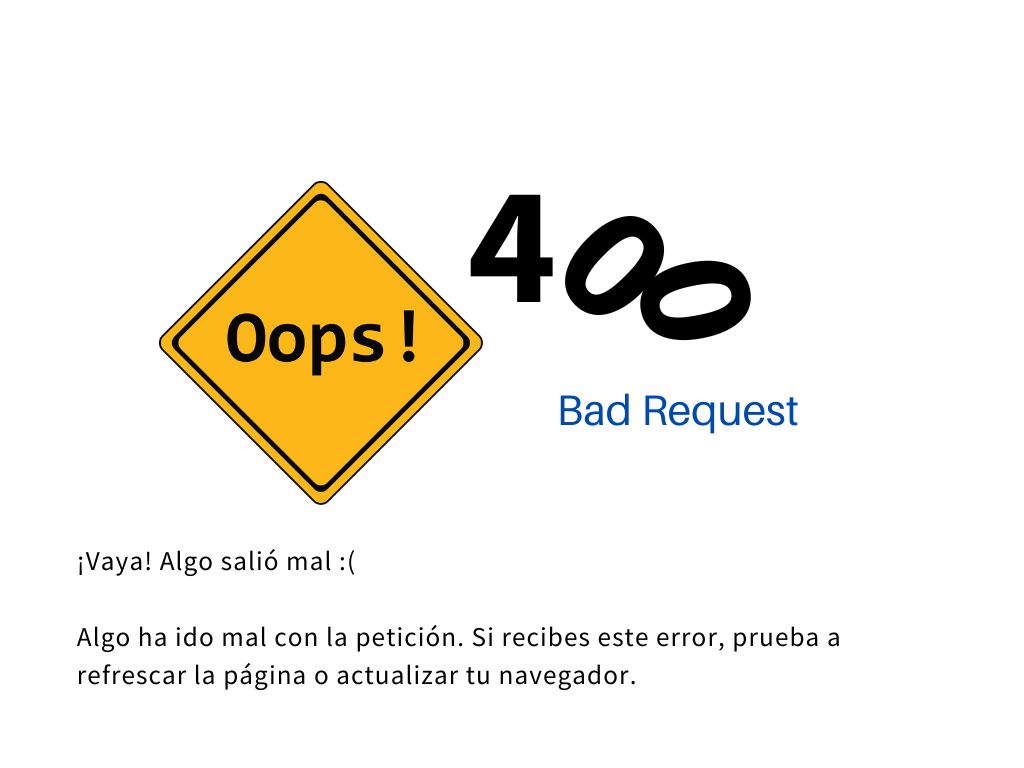 Oops!
400
Bad Request
¡Vaya! Algo salió mal :(
Algo ha ido mal con la petición. Si recibes este error, prueba a
refrescar la página o actualizar tu navegador.